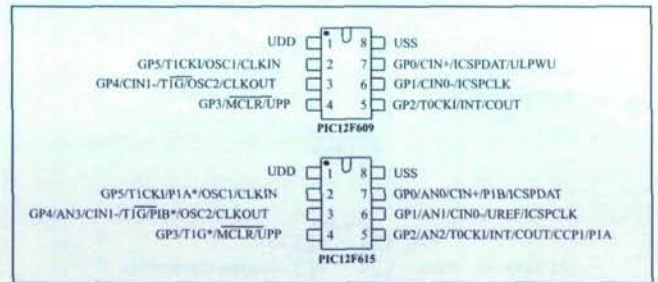 UDD 1 8 USS
GP5/T1CKI/OSC1/CLKIN 2 7 GP0/CIN+/ICSPDAT/ULPWU
GP4/CIN1-/T1G/OSC2/CLKOUT 3 6 GP1/CIN0-/ICSPCLK
GP3/MCLR/UPP 4 5 GP2/T0CKI/INT/COUT
PIC12F609
UDD 1 8 USS
GP5/T1CKI/P1A*/OSC1/CLKIN 2 7 GP0/AN0/CIN+/P1B/ICSPDAT
GP4/AN3/CIN1-/T1G/P1B*/OSC2/CLKOUT 3 6 GP1/AN1/CIN0-/UREF/ICSPCLK
GP3/T1G*/MCLR/UPP 4 5 GP2/AN2/T0CKI/INT/COUT/CCP1/P1A
PIC12F615